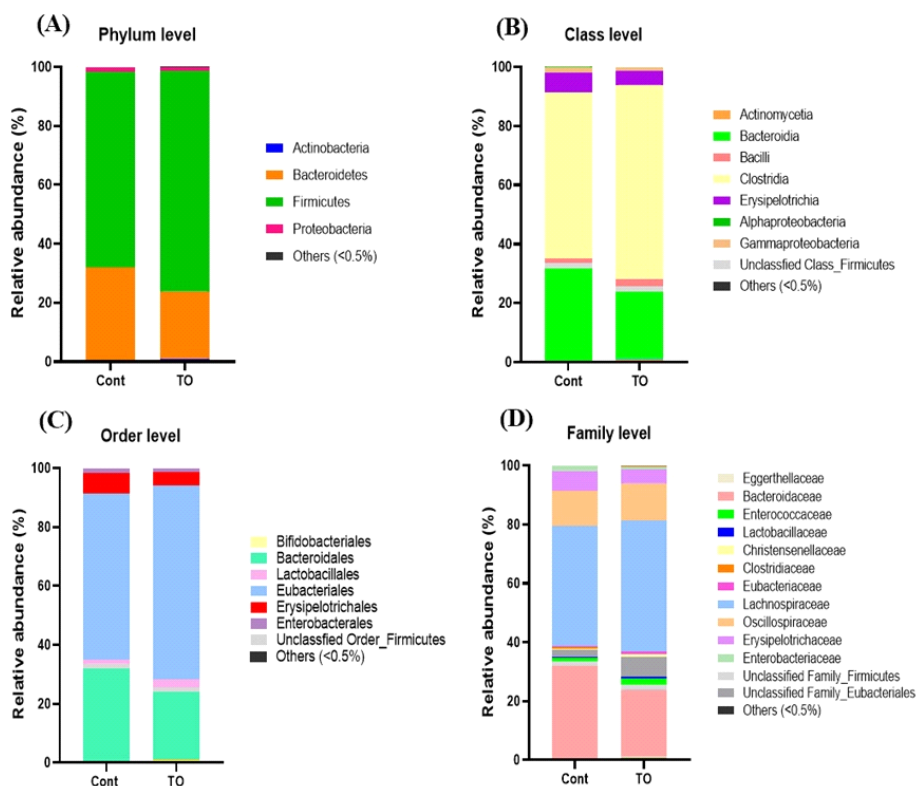 (A)
Phylum level
Relative abundance (%)
100
80
60
40
20
0
Cont
TO
Actinobacteria
Bacteroidetes
Firmicutes
Proteobacteria
Others (<0.5%)
(B)
Class level
Relative abundance (%)
100
80
60
40
20
0
Cont
TO
Actinomycetia
Bacteroidia
Bacilli
Clostridia
Erysipelotrichia
Alphaproteobacteria
Gammaproteobacteria
Unclassfied Class_Firmicutes
Others (<0.5%)
(C)
Order level
Relative abundance (%)
100
80
60
40
20
0
Cont
TO
Bifidobacteriales
Bacteroidales
Lactobacillales
Eubacteriales
Erysipelotrichales
Enterobacterales
Unclassfied Order_Firmicutes
Others (<0.5%)
(D)
Family level
Relative abundance (%)
100
80
60
40
20
0
Cont
TO
Eggerthellaceae
Bacteroidaceae
Enterococcaceae
Lactobacillaceae
Christensenellaceae
Clostridiaceae
Eubacteriaceae
Lachnospiraceae
Oscillospiraceae
Erysipelotrichaceae
Enterobacteriaceae
Unclassified Family_Firmicutes
Unclassified Family_Eubacteriales
Others (<0.5%)